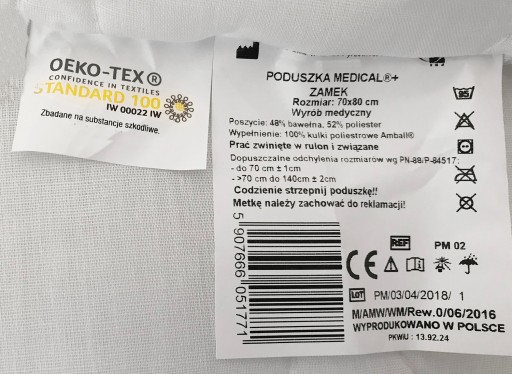 OEKO-TEX®
CONFIDENCE IN TEXTILES
STANDARD 100
IW 00022 IW
Zbadane na substancje szkodliwe.
PODUSZKA MEDICAL®+
ZAMEK
Rozmiar: 70x80 cm
Wyrób medyczny
Poszycie: 48% bawełna, 52% poliester
Wypełnienie: 100% kulki poliestrowe Amball®
Prać zwinięte w rulon i związane
Dopuszczalne odchylenia rozmiarów wg PN-88/P-84517:
- do 70 cm ± 1cm
- >70 cm do 140cm ± 2cm
Codzienie strzepnij poduszkę!!
Metkę należy zachować do reklamacji!
5 907666 051771
REF PM 02
CE
LOT PM/03/04/2018/ 1
M/AMW/WM/Rew.0/06/2016
WYPRODUKOWANO W POLSCE
PKWiU : 13.92.24